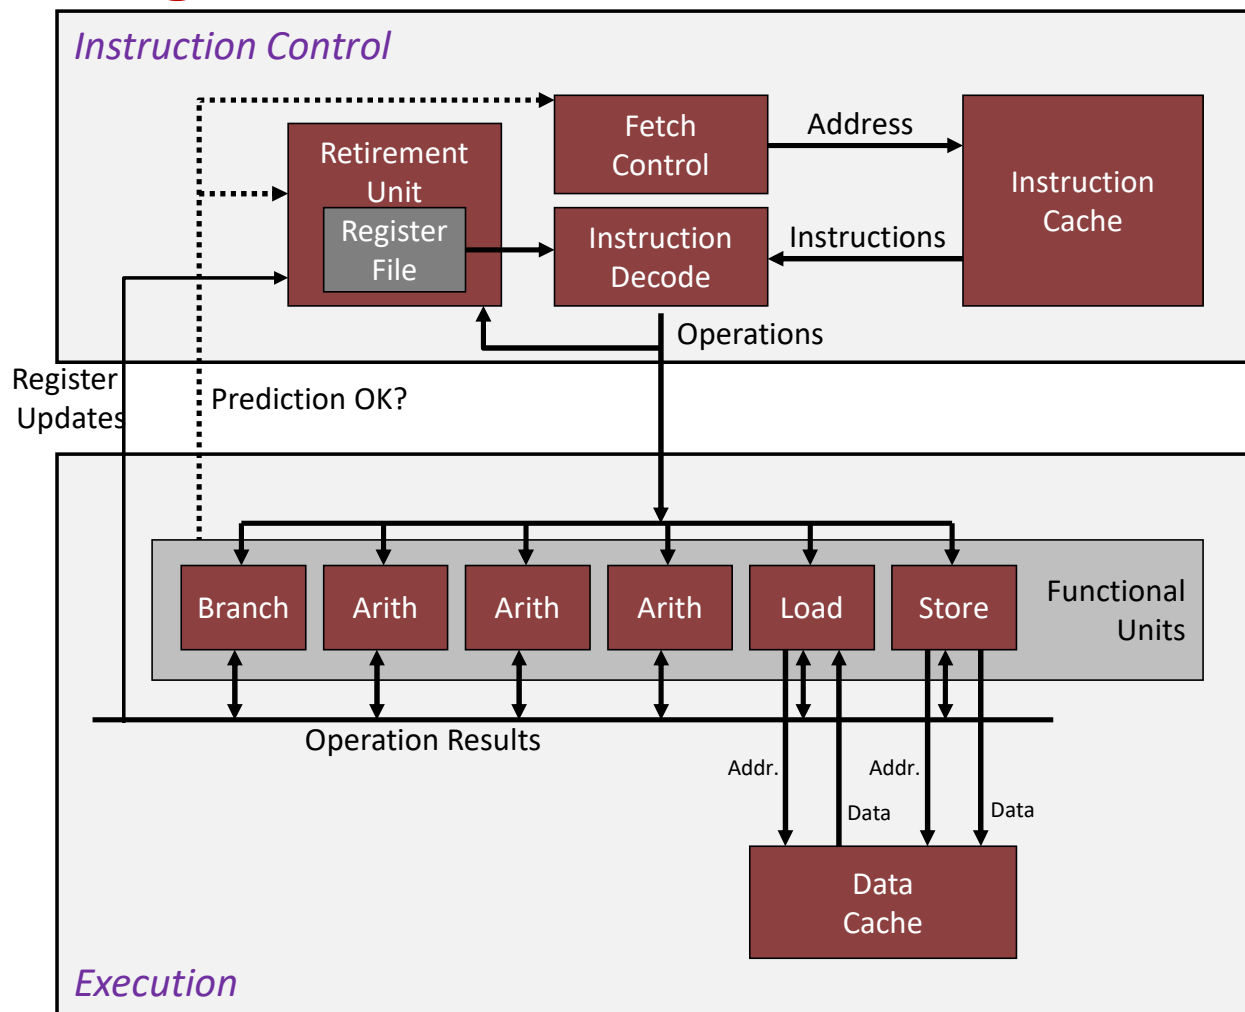 Instruction Control
Fetch
Control
Address
Instruction
Cache
Retirement
Unit
Register
File
Instruction
Decode
Instructions
Operations
Register
Updates
Prediction OK?
Branch
Arith
Arith
Arith
Load
Store
Functional
Units
Operation Results
Addr.
Addr.
Data
Data
Data
Cache
Execution